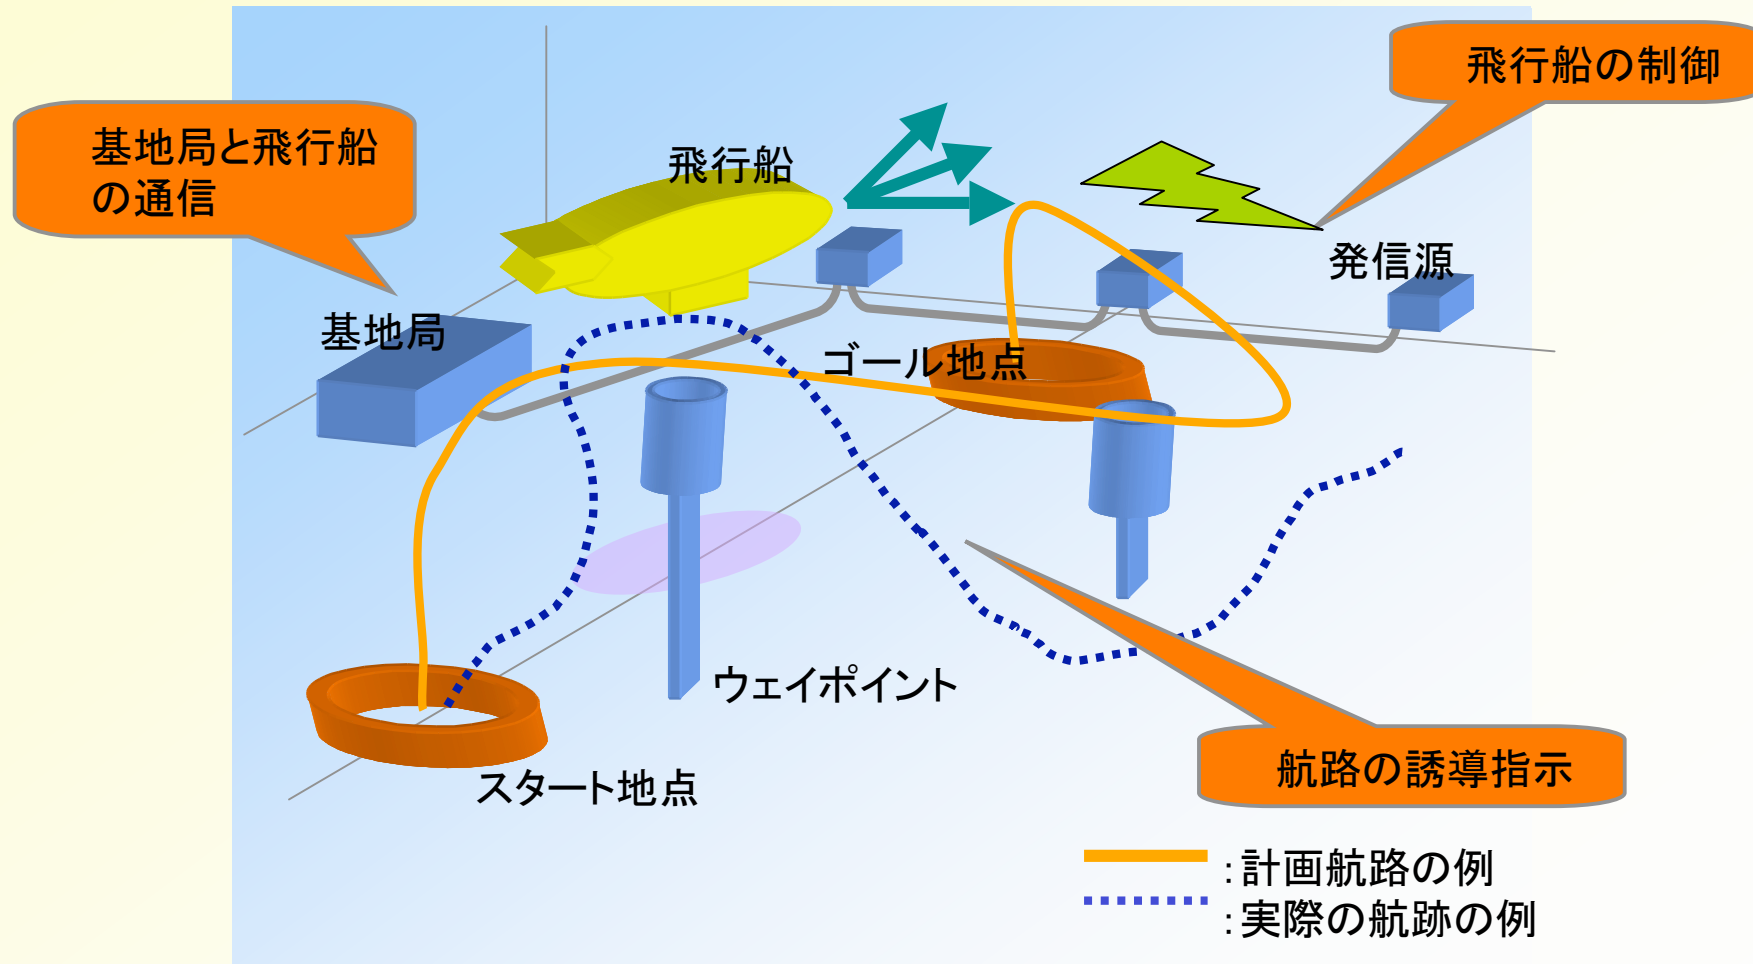 飛行船の制御
基地局と飛行船
の通信
飛行船
発信源
基地局
ゴール地点
ウェイポイント
スタート地点
航路の誘導指示
:計画航路の例
:実際の航跡の例